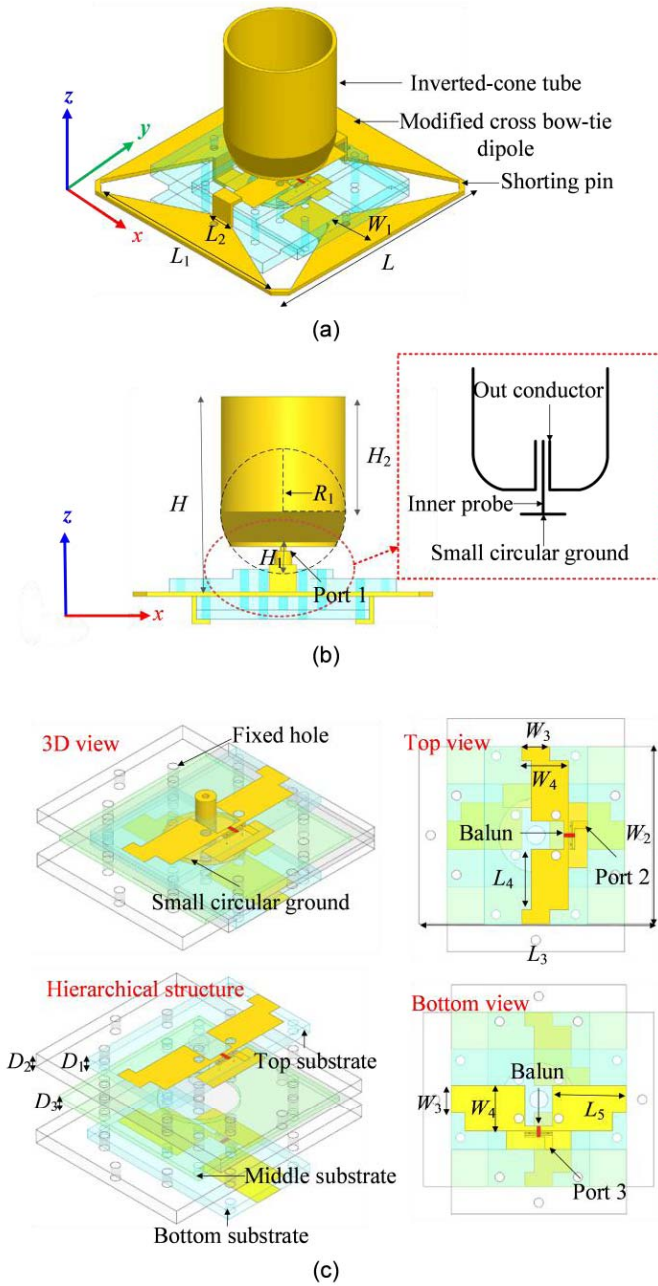 z
y
x
Inverted-cone tube
Modified cross bow-tie
dipole
Shorting pin
L2
L1
W1
L
(a)
Out conductor
Inner probe
Small circular ground
H
H2
R1
H1
Port 1
z
x
(b)
3D view
Fixed hole
Small circular ground
Top view
W3
W4
Balun
W2
Port 2
L4
L3
Hierarchical structure
D2
D1
D3
Top substrate
Middle substrate
Bottom substrate
Bottom view
Balun
W3
W4
L5
Port 3
(c)